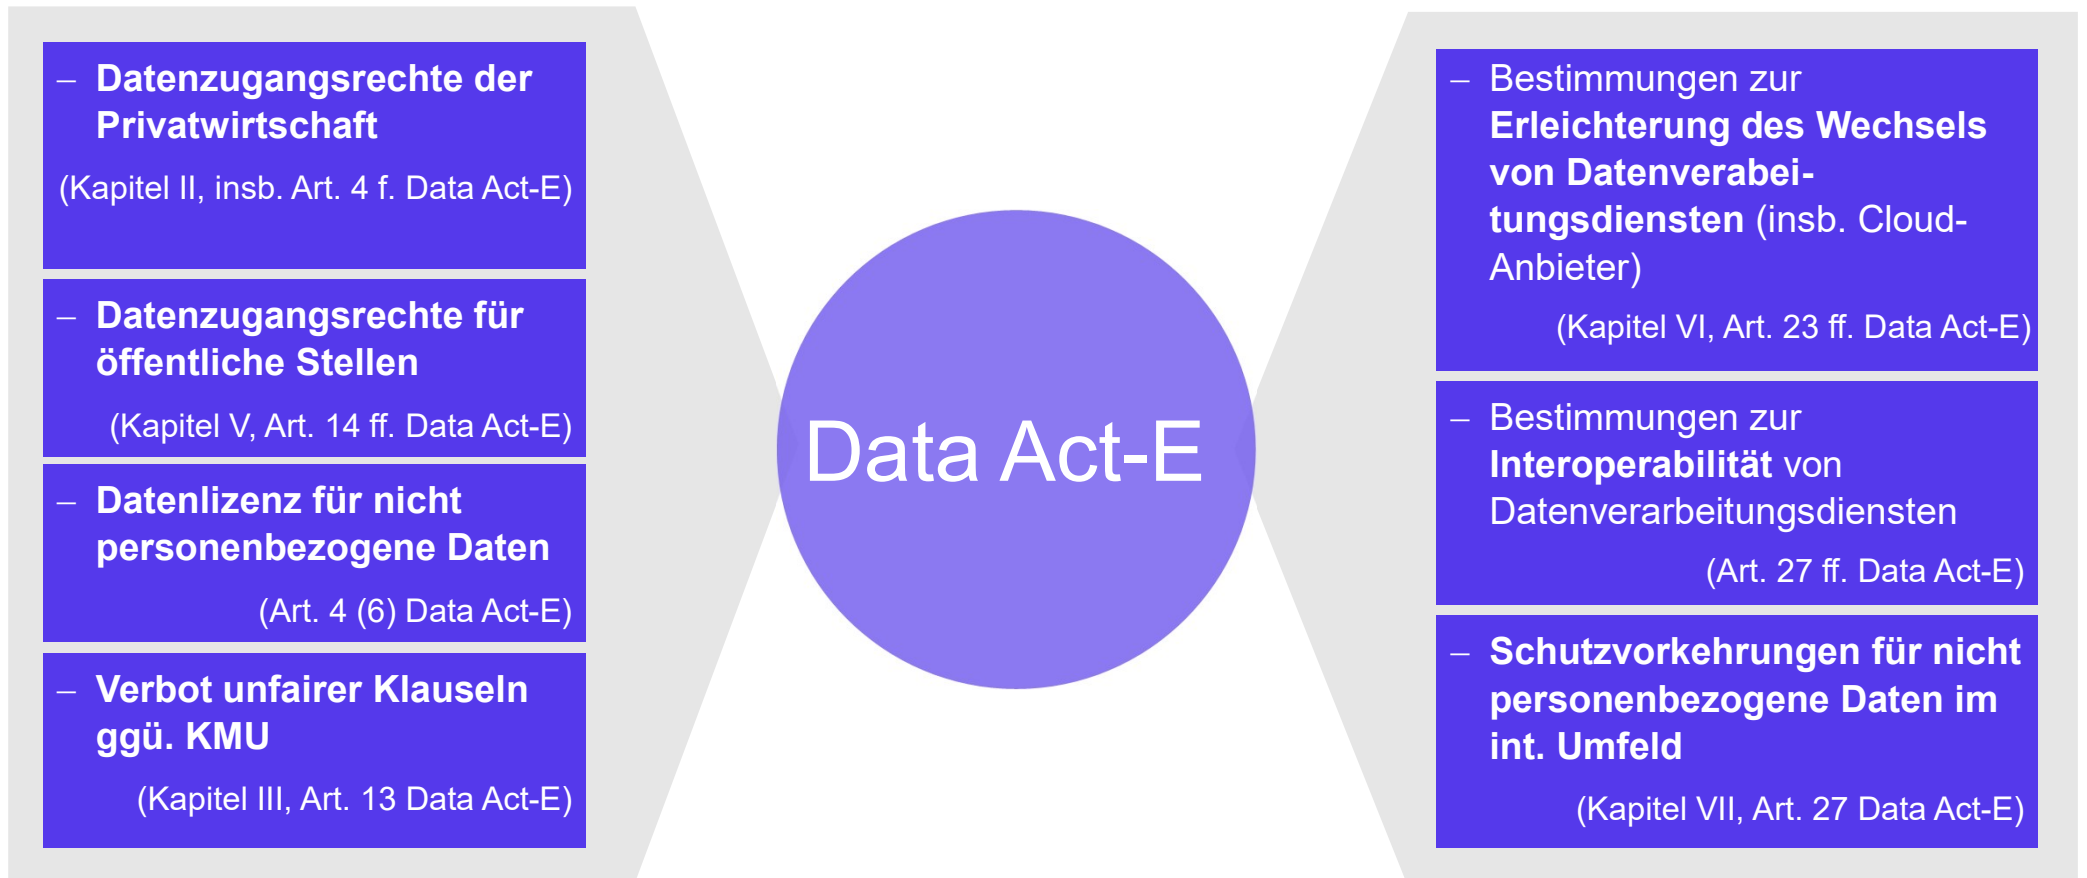 – Datenzugangsrechte der
Privatwirtschaft
(Kapitel II, insb. Art. 4 f. Data Act-E)
– Datenzugangsrechte für
öffentliche Stellen
(Kapitel V, Art. 14 ff. Data Act-E)
– Datenlizenz für nicht
personenbezogene Daten
(Art. 4 (6) Data Act-E)
– Verbot unfairer Klauseln
ggü. KMU
(Kapitel III, Art. 13 Data Act-E)
Data Act-E
– Bestimmungen zur
Erleichterung des Wechsels
von Datenverabei-
tungsdiensten (insb. Cloud-
Anbieter)
(Kapitel VI, Art. 23 ff. Data Act-E)
– Bestimmungen zur
Interoperabilität von
Datenverarbeitungsdiensten
(Art. 27 ff. Data Act-E)
– Schutzvorkehrungen für nicht
personenbezogene Daten im
int. Umfeld
(Kapitel VII, Art. 27 Data Act-E)